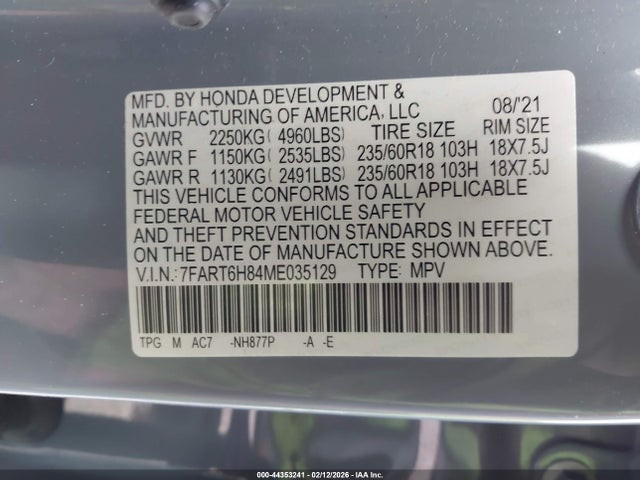 MFD. BY HONDA DEVELOPMENT &
MANUFACTURING OF AMERICA, LLC 08/'21
GVWR 2250KG( 4960LBS) TIRE SIZE RIM SIZE
GAWR F 1150KG( 2535LBS) 235/60R18 103H 18X7.5J
GAWR R 1130KG( 2491LBS) 235/60R18 103H 18X7.5J
THIS VEHICLE CONFORMS TO ALL APPLICABLE
FEDERAL MOTOR VEHICLE SAFETY
AND THEFT PREVENTION STANDARDS IN EFFECT
ON THE DATE OF MANUFACTURE SHOWN ABOVE.
V.I.N.:7FART6H84ME035129 TYPE: MPV
TPG M AC7 -NH877P -A -E
000-44353241 - 02/12/2026 - IAA Inc.